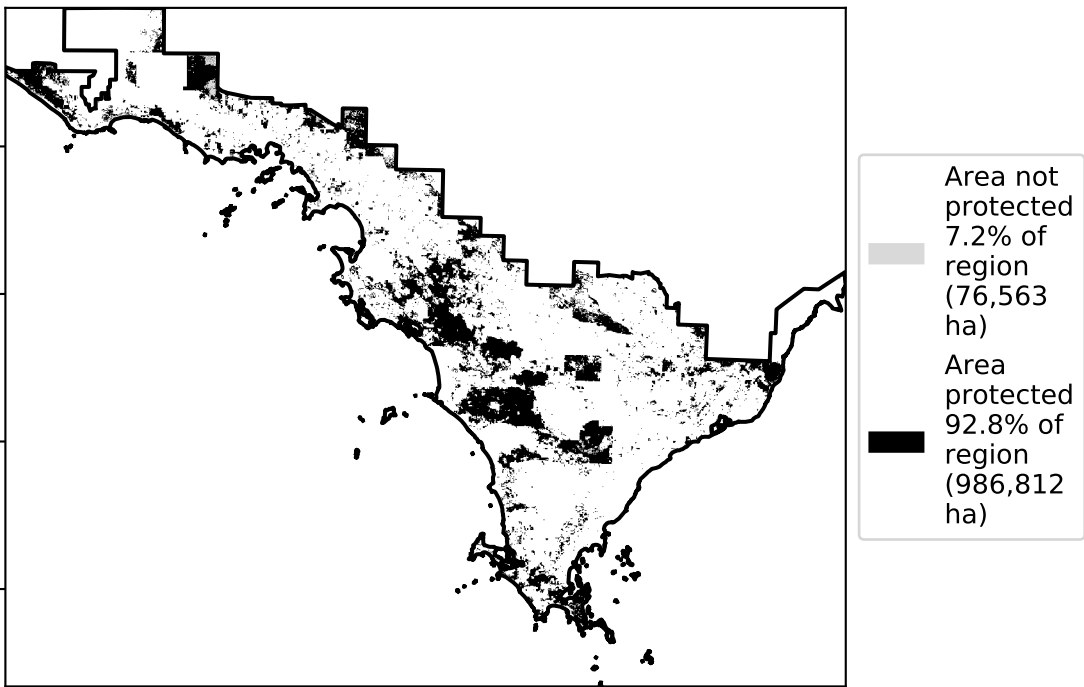 Area not
protected
7.2% of
region
(76,563
ha)
Area
protected
92.8% of
region
(986,812
ha)